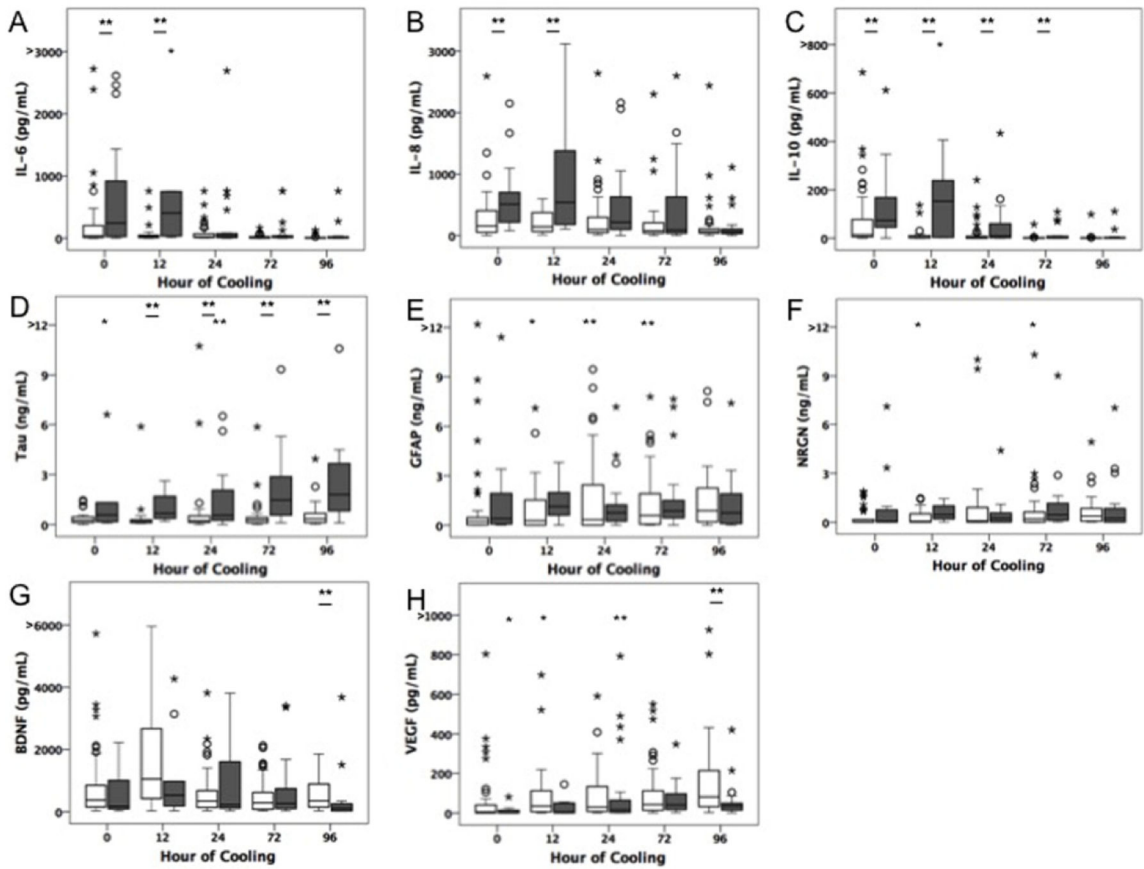 A
**
**
>3000
2000
1000
0
IL-6 (pg/mL)
0 12 24 72 96
Hour of Cooling
B
**
**
3000
2000
1000
0
IL-8 (pg/mL)
0 12 24 72 96
Hour of Cooling
C
** ** ** **
>800
600
400
200
0
IL-10 (pg/mL)
0 12 24 72 96
Hour of Cooling
D
** ** ** **
* **
>12
9
6
3
0
Tau (ng/mL)
0 12 24 72 96
Hour of Cooling
E
* ** **
>12
9
6
3
0
GFAP (ng/mL)
0 12 24 72 96
Hour of Cooling
F
* *
>12
9
6
3
0
NRGN (ng/mL)
0 12 24 72 96
Hour of Cooling
G
**
>6000
4000
2000
0
BDNF (pg/mL)
0 12 24 72 96
Hour of Cooling
H
**
* * **
>1000
800
600
400
200
0
VEGF (pg/mL)
0 12 24 72 96
Hour of Cooling